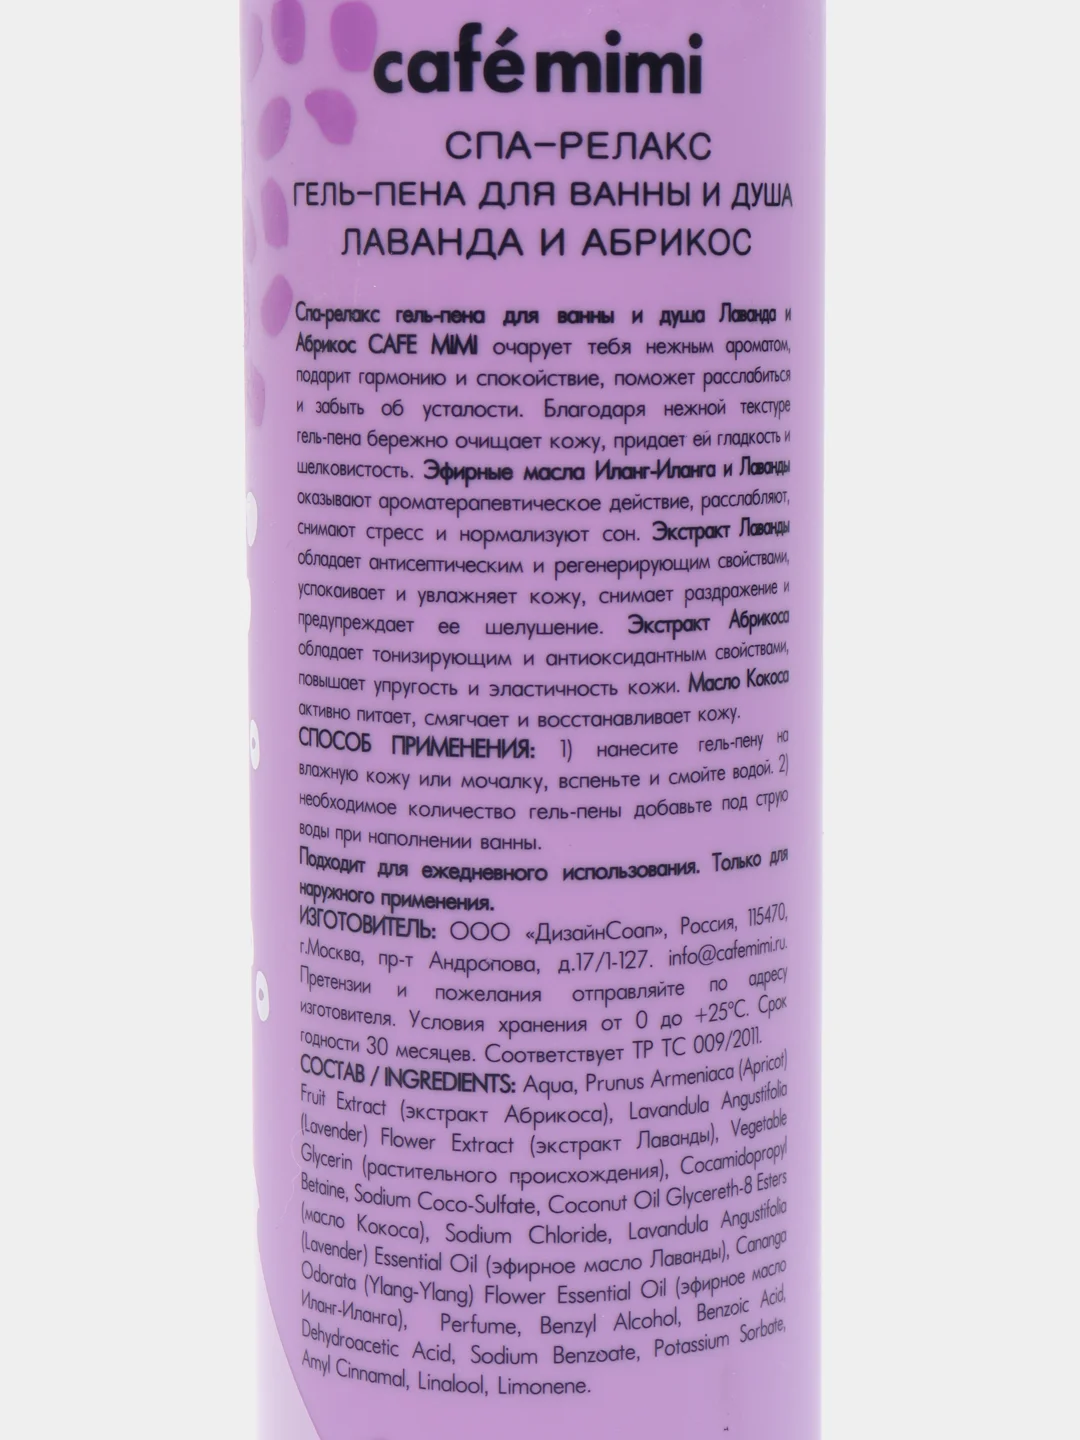 café mimi
СПА-РЕЛАКС
ГЕЛЬ-ПЕНА ДЛЯ ВАННЫ И ДУША
ЛАВАНДА И АБРИКОС
Спа-релакс гель-пена для ванны и душа Лаванда и
Абрикос CAFE MIMI очарует тебя нежным ароматом,
подарит гармонию и спокойствие, поможет расслабиться
и забыть об усталости. Благодаря нежной текстуре
гель-пена бережно очищает кожу, придает ей гладкость и
шелковистость. Эфирные масла Иланг-Иланга и Лаванды
оказывают ароматерапевтическое действие, расслабляют,
снимают стресс и нормализуют сон. Экстракт Лаванды
обладает антисептическим и регенерирующим свойствами,
успокаивает и увлажняет кожу, снимает раздражение и
предупреждает ее шелушение. Экстракт Абрикоса
обладает тонизирующим и антиоксидантным свойствами,
повышает упругость и эластичность кожи. Масло Кокоса
активно питает, смягчает и восстанавливает кожу.
СПОСОБ ПРИМЕНЕНИЯ: 1) нанесите гель-пену на
влажную кожу или мочалку, вспеньте и смойте водой. 2)
необходимое количество гель-пены добавьте под струю
воды при наполнении ванны.
Подходит для ежедневного использования. Только для
наружного применения.
ИЗГОТОВИТЕЛЬ: ООО «ДизайнСоап», Россия, 115470,
г.Москва, пр-т Андропова, д.17/1-127. info@cafemimi.ru.
Претензии и пожелания отправляйте по адресу
изготовителя. Условия хранения от 0 до +25°C. Срок
годности 30 месяцев. Соответствует ТР ТС 009/2011.
СОСТАВ / INGREDIENTS: Aqua, Prunus Armeniaca (Apricot)
Fruit Extract (экстракт Абрикоса), Lavandula Angustifolia
(Lavender) Flower Extract (экстракт Лаванды), Vegetable
Glycerin (растительного происхождения), Cocamidopropyl
Betaine, Sodium Coco-Sulfate, Coconut Oil Glycereth-8 Esters
(масло Кокоса), Sodium Chloride, Lavandula Angustifolia
(Lavender) Essential Oil (эфирное масло Лаванды), Cananga
Odorata (Ylang-Ylang) Flower Essential Oil (эфирное масло
Иланг-Иланга), Perfume, Benzyl Alcohol, Benzoic Acid,
Dehydroacetic Acid, Sodium Benzoate, Potassium Sorbate,
Amyl Cinnamal, Linalool, Limonene.